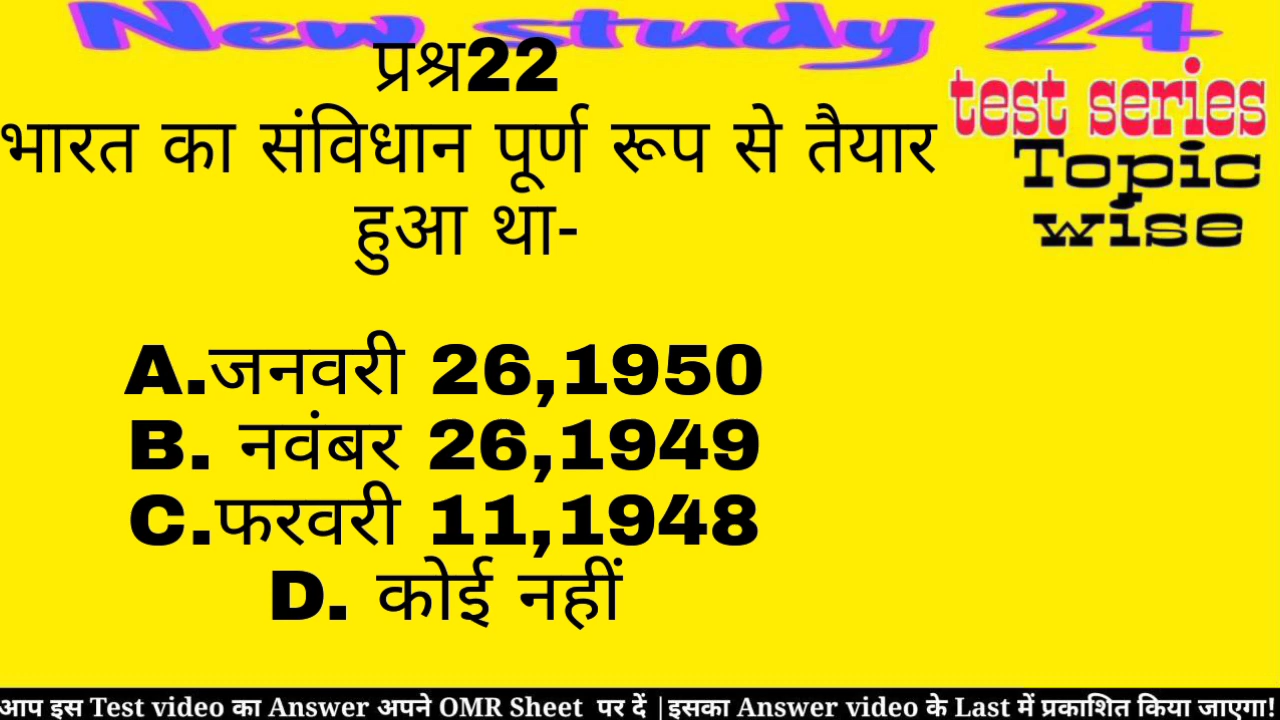 New study 24
प्रश्न22
test series
भारत का संविधान पूर्ण रूप से तैयार
Topic
हुआ था-
wise
A.जनवरी 26,1950
B. नवंबर 26,1949
C.फरवरी 11,1948
D. कोई नहीं
आप इस Test video का Answer अपने OMR Sheet पर दें |इसका Answer video के Last में प्रकाशित किया जाएगा!